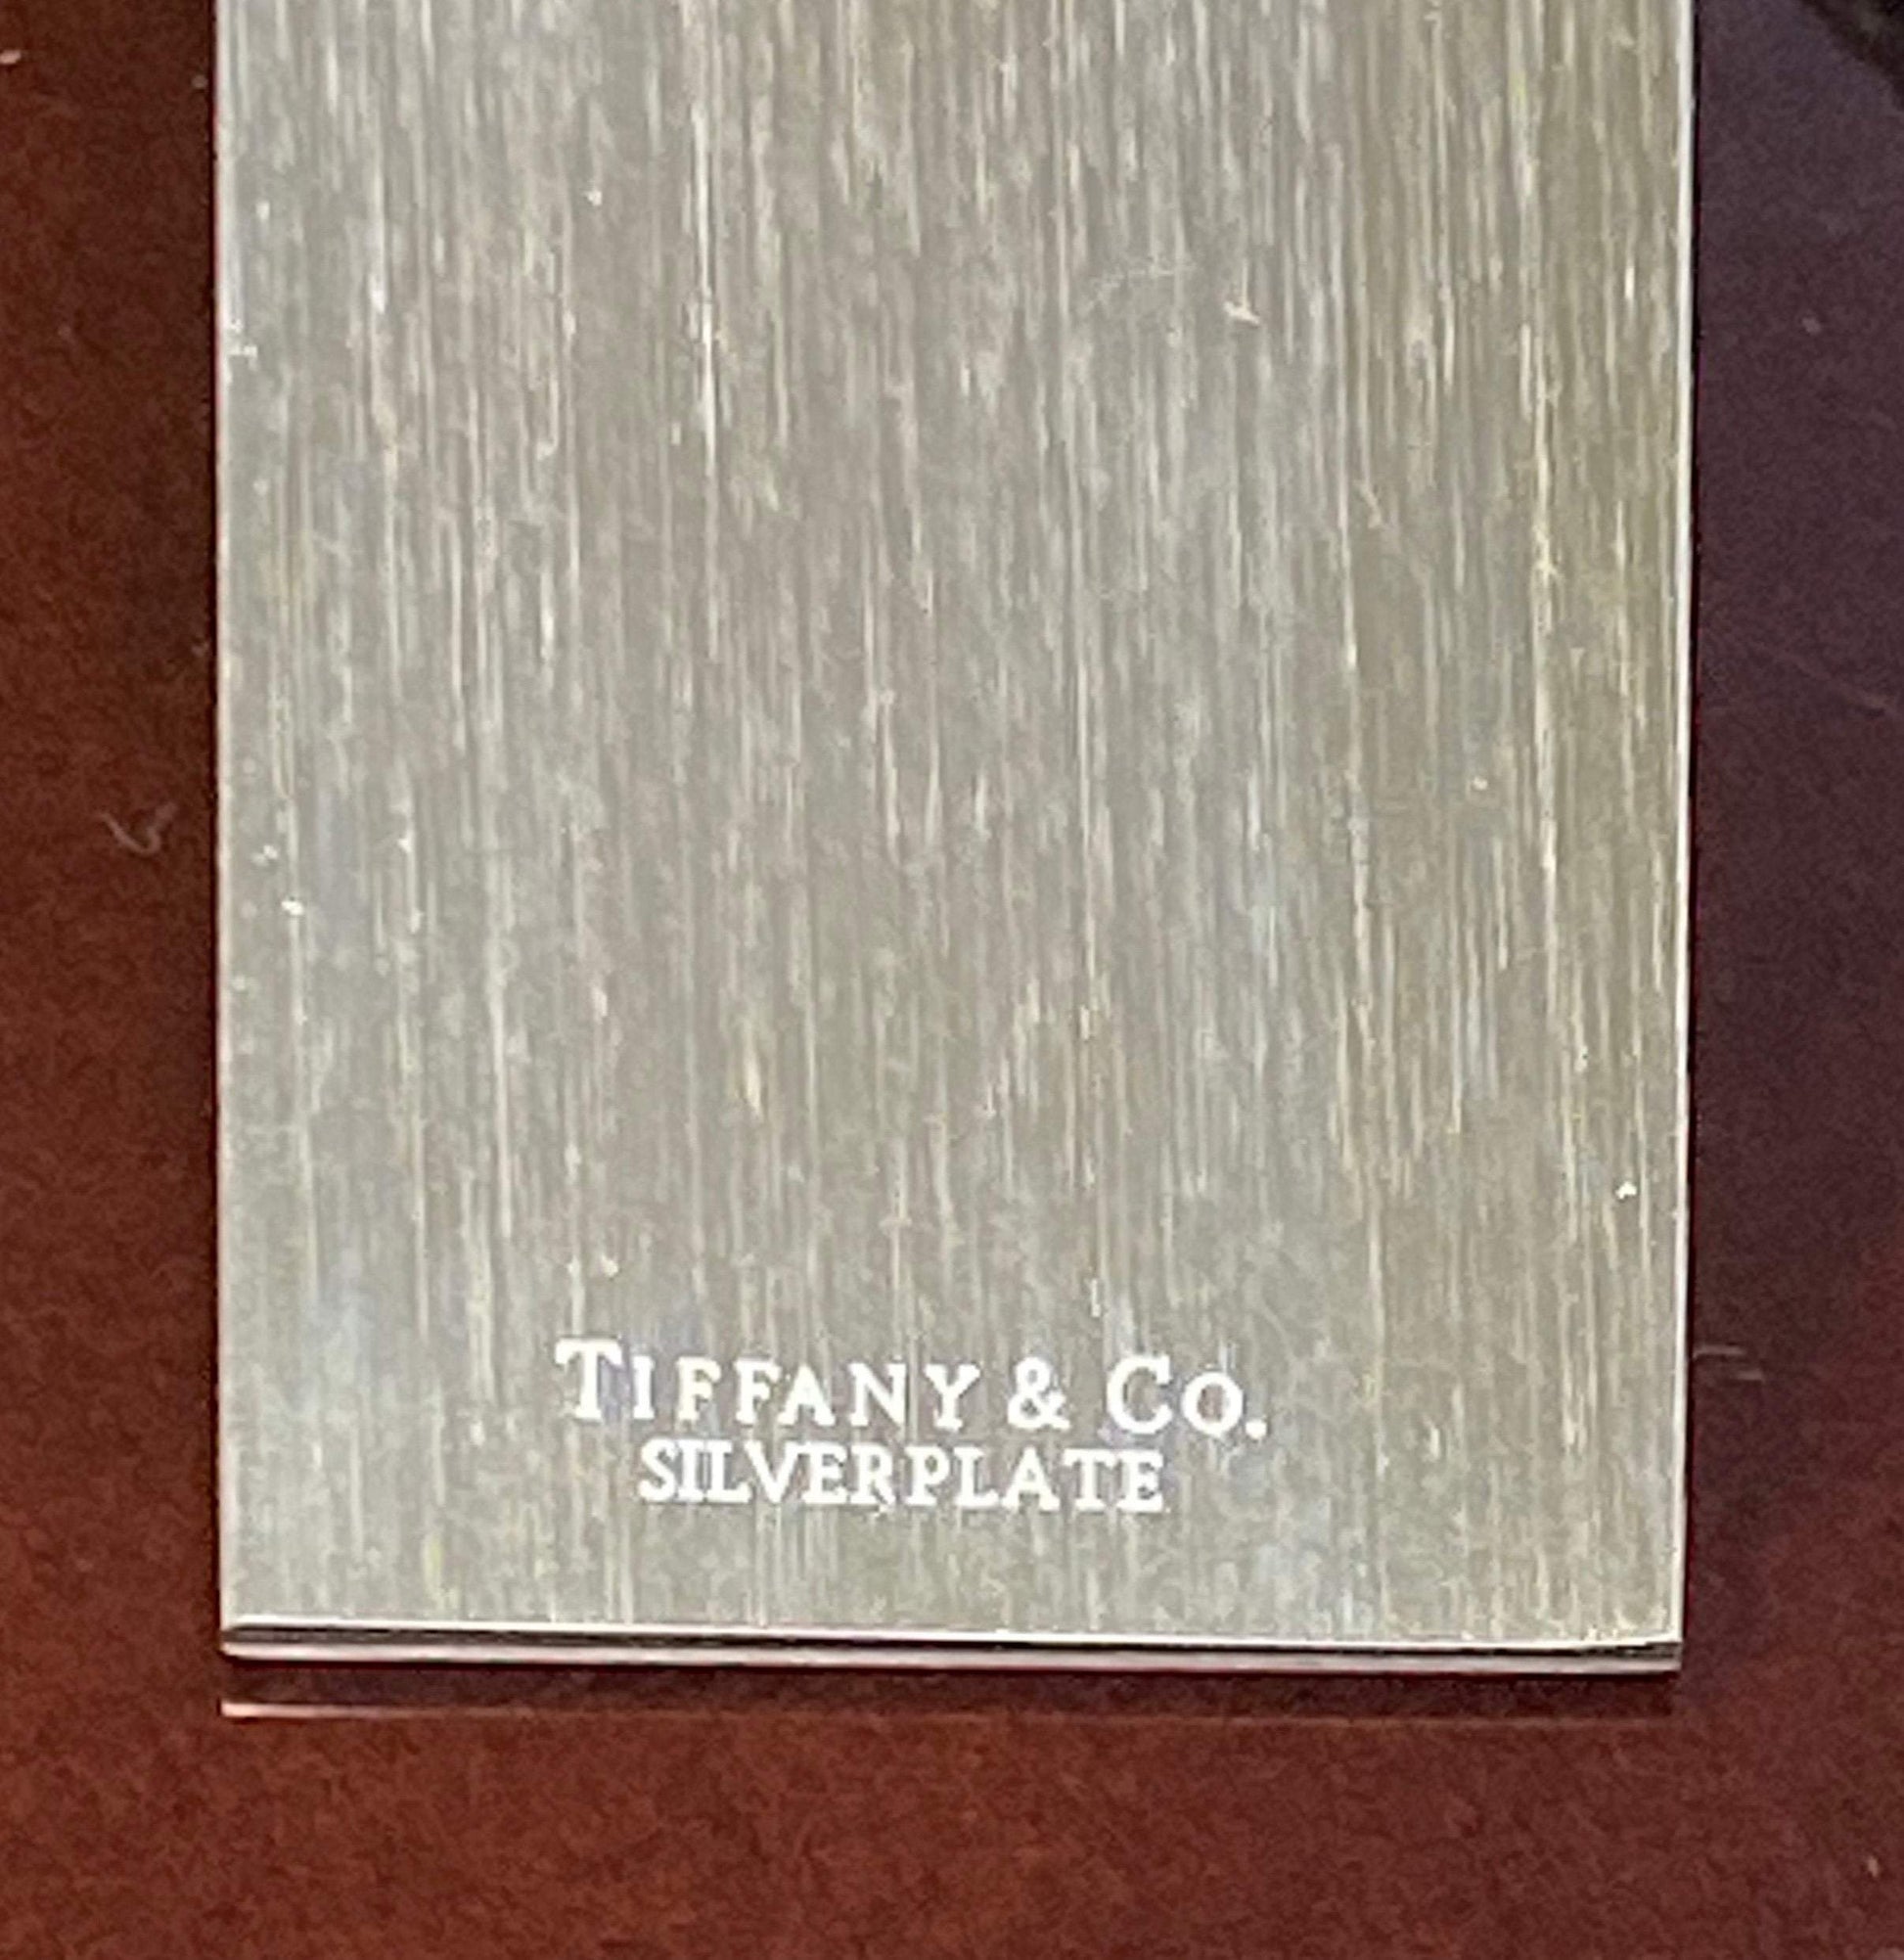 TIFFANY & CO.
SILVERPLATE